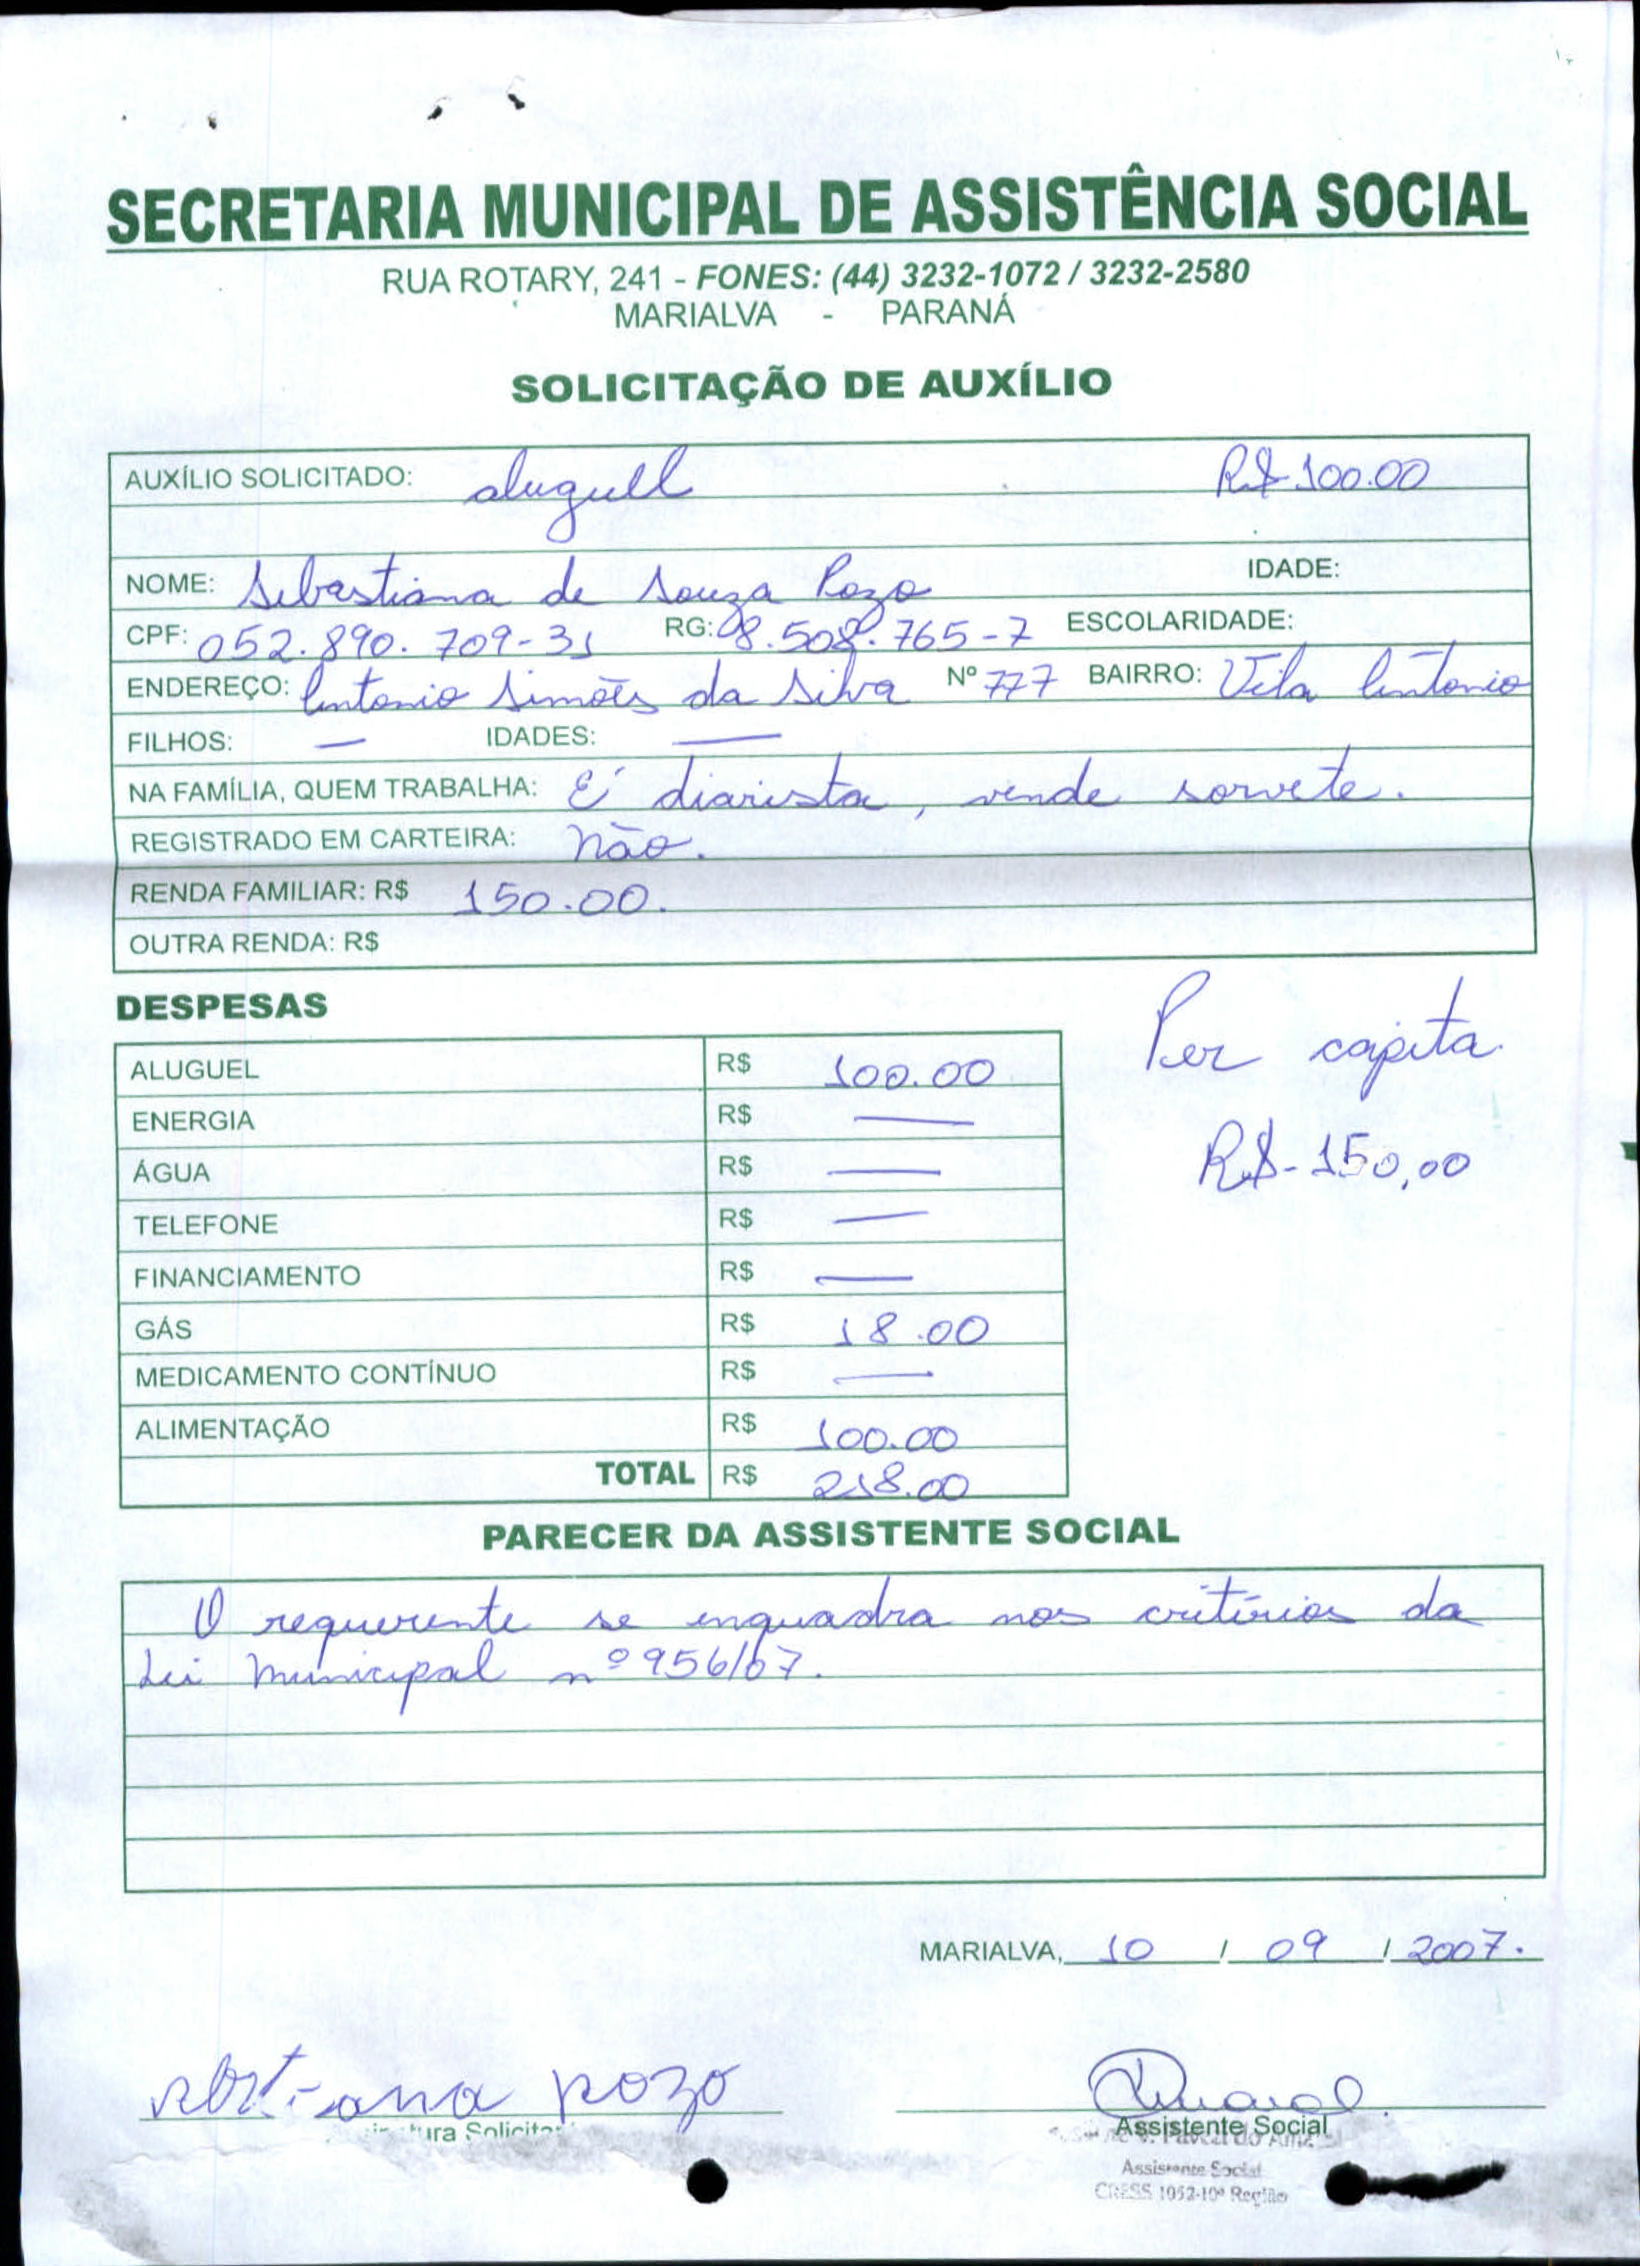 SECRETARIA MUNICIPAL DE ASSISTÊNCIA SOCIAL
RUA ROTARY, 241 - FONES: (44) 3232-1072 / 3232-2580
MARIALVA - PARANÁ
SOLICITAÇÃO DE AUXÍLIO
AUXÍLIO SOLICITADO: aluguell R$ 100.00
NOME: Sebastiana de Souza Pozo IDADE:
CPF: 052.890.709-31 RG: 8.508.765-7 ESCOLARIDADE:
ENDEREÇO: Antonio Simões da Silva Nº 777 BAIRRO: Vila Antonio
FILHOS: — IDADES: —
NA FAMÍLIA, QUEM TRABALHA: É diarista, vende sorvete.
REGISTRADO EM CARTEIRA: Não.
RENDA FAMILIAR: R$ 150.00.
OUTRA RENDA: R$
DESPESAS
Per capita
R$-150,00
ALUGUEL R$ 100.00
ENERGIA R$ —
ÁGUA R$ —
TELEFONE R$ —
FINANCIAMENTO R$ —
GÁS R$ 18.00
MEDICAMENTO CONTÍNUO R$ —
ALIMENTAÇÃO R$ 100.00
TOTAL R$ 218.00
PARECER DA ASSISTENTE SOCIAL
O requerente se enquadra nos critérios da
Lei Municipal nº 956/07.
MARIALVA, 10 / 09 / 2007.
pozo
Assistente Social
Assistente Social
CRESS 1052-10ª Região